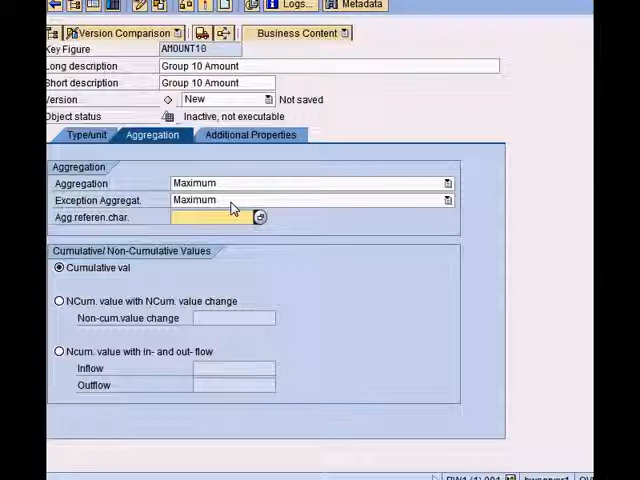 Logs... Metadata
Version Comparison Business Content
Key Figure AMOUNT10
Long description Group 10 Amount
Short description Group 10 Amount
Version New Not saved
Object status Inactive, not executable
Type/unit Aggregation Additional Properties
Aggregation
Aggregation Maximum
Exception Aggregat. Maximum
Agg.referen.char.
Cumulative/ Non-Cumulative Values
Cumulative val
NCum. value with NCum. value change
Non-cum.value change
Ncum. value with in- and out- flow
Inflow
Outflow